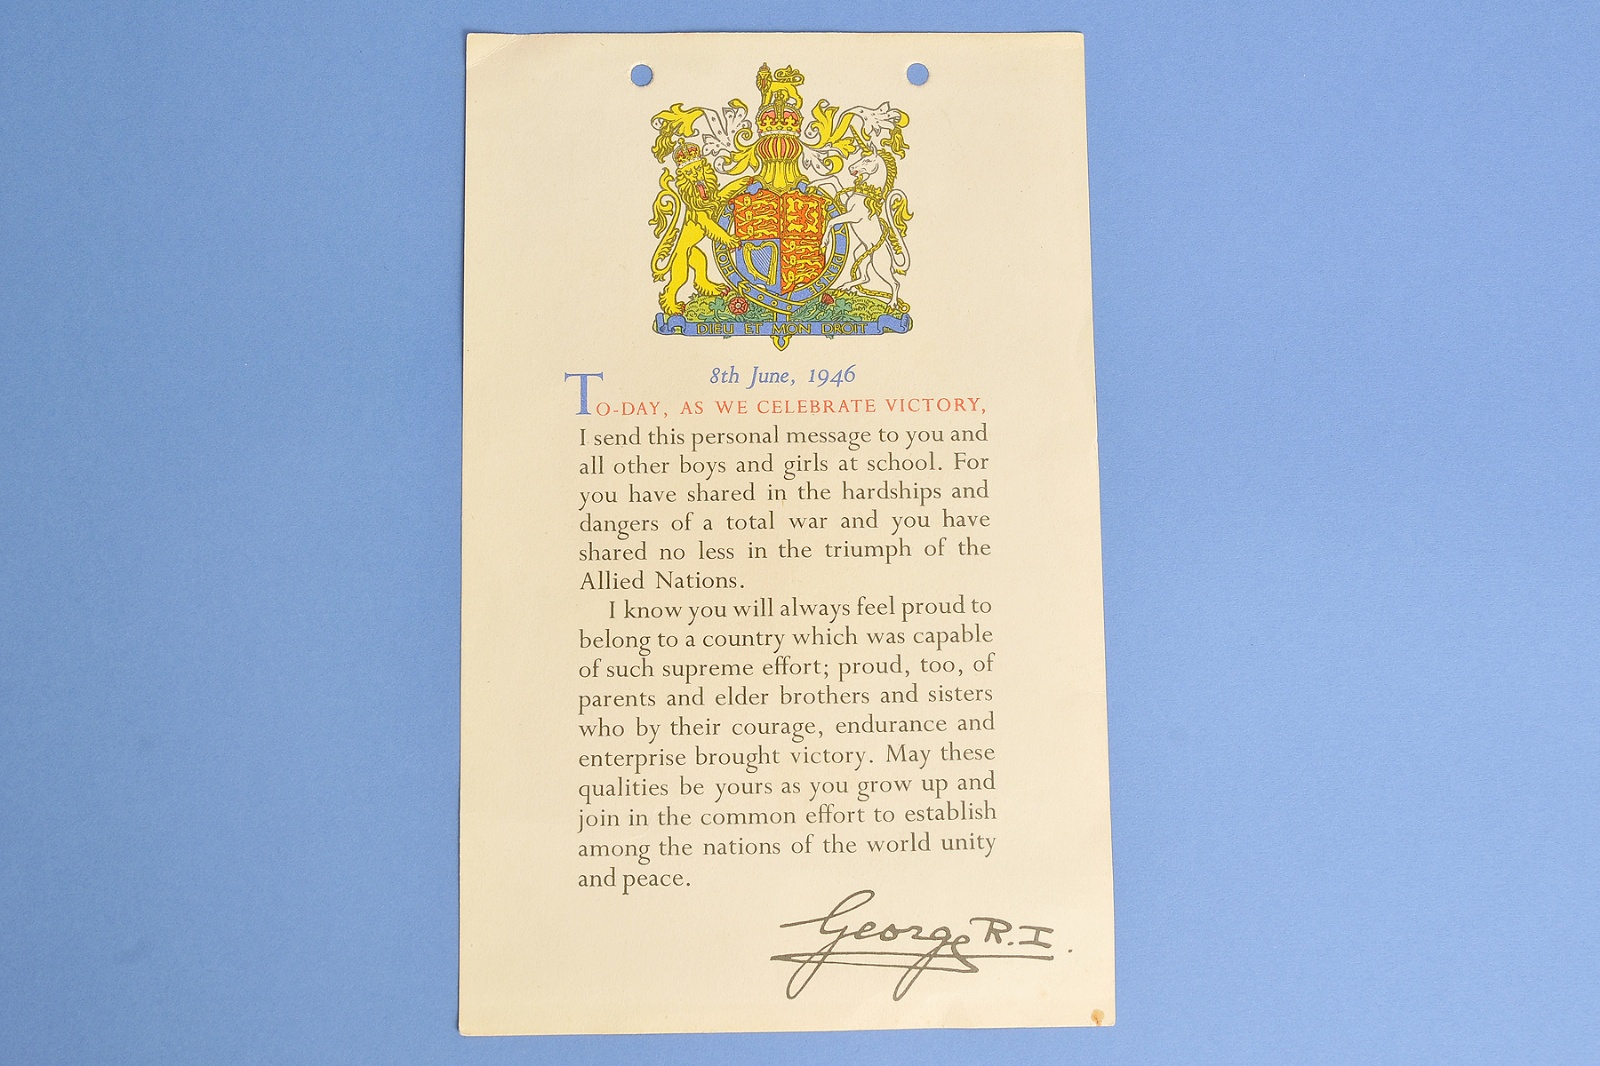 DIEU ET MON DROIT
8th June, 1946
TO-DAY, AS WE CELEBRATE VICTORY,
I send this personal message to you and
all other boys and girls at school. For
you have shared in the hardships and
dangers of a total war and you have
shared no less in the triumph of the
Allied Nations.
I know you will always feel proud to
belong to a country which was capable
of such supreme effort; proud, too, of
parents and elder brothers and sisters
who by their courage, endurance and
enterprise brought victory. May these
qualities be yours as you grow up and
join in the common effort to establish
among the nations of the world unity
and peace.
George R.I.